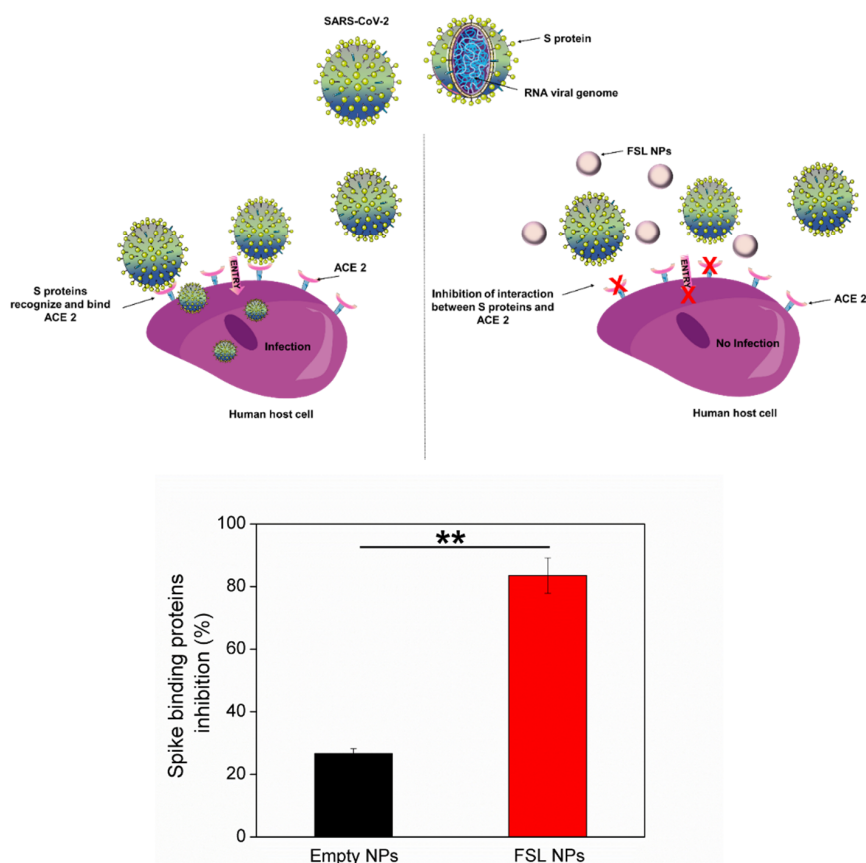 SARS-CoV-2
S protein
RNA viral genome
S proteins
recognize and bind
ACE 2
ENTRY
ACE 2
Infection
Human host cell
FSL NPs
Inhibition of interaction
between S proteins and
ACE 2
X
ENTRY
X
X
ACE 2
No Infection
Human host cell
Spike binding proteins
inhibition (%)
100
80
60
40
20
0
**
Empty NPs
FSL NPs